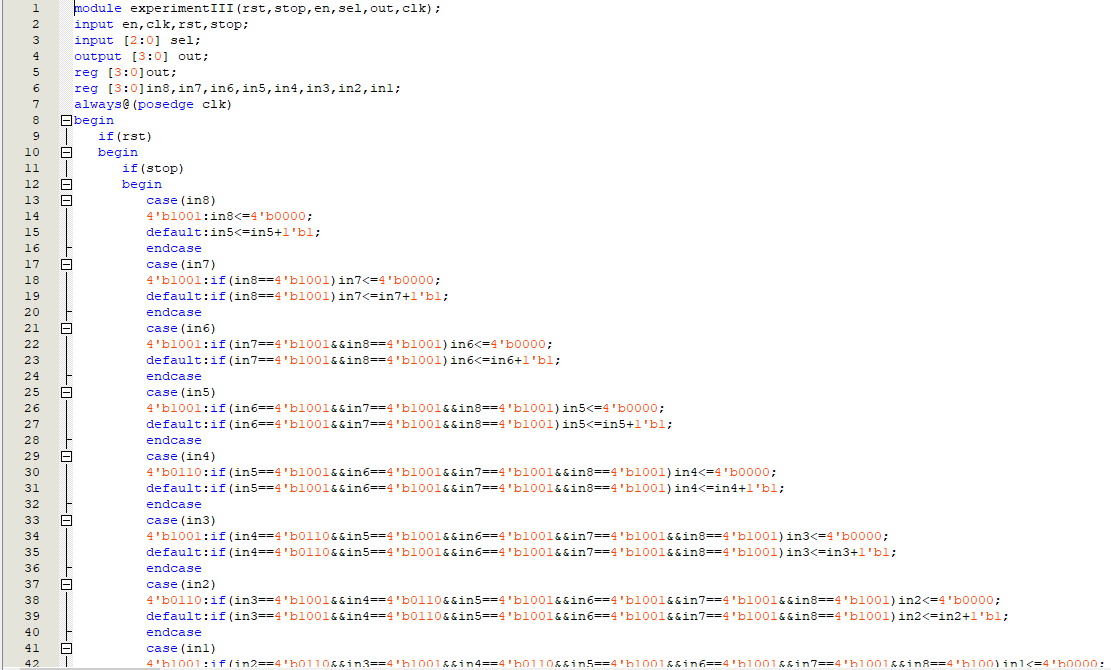 1 module experimentIII(rst,stop,en,sel,out,clk);
2 input en,clk,rst,stop;
3 input [2:0] sel;
4 output [3:0] out;
5 reg [3:0]out;
6 reg [3:0]in8,in7,in6,in5,in4,in3,in2,in1;
7 always@(posedge clk)
8 begin
9 if(rst)
10 begin
11 if(stop)
12 begin
13 case(in8)
14 4'b1001:in8<=4'b0000;
15 default:in5<=in5+1'b1;
16 endcase
17 case(in7)
18 4'b1001:if(in8==4'b1001)in7<=4'b0000;
19 default:if(in8==4'b1001)in7<=in7+1'b1;
20 endcase
21 case(in6)
22 4'b1001:if(in7==4'b1001&&in8==4'b1001)in6<=4'b0000;
23 default:if(in7==4'b1001&&in8==4'b1001)in6<=in6+1'b1;
24 endcase
25 case(in5)
26 4'b1001:if(in6==4'b1001&&in7==4'b1001&&in8==4'b1001)in5<=4'b0000;
27 default:if(in6==4'b1001&&in7==4'b1001&&in8==4'b1001)in5<=in5+1'b1;
28 endcase
29 case(in4)
30 4'b0110:if(in5==4'b1001&&in6==4'b1001&&in7==4'b1001&&in8==4'b1001)in4<=4'b0000;
31 default:if(in5==4'b1001&&in6==4'b1001&&in7==4'b1001&&in8==4'b1001)in4<=in4+1'b1;
32 endcase
33 case(in3)
34 4'b1001:if(in4==4'b0110&&in5==4'b1001&&in6==4'b1001&&in7==4'b1001&&in8==4'b1001)in3<=4'b0000;
35 default:if(in4==4'b0110&&in5==4'b1001&&in6==4'b1001&&in7==4'b1001&&in8==4'b1001)in3<=in3+1'b1;
36 endcase
37 case(in2)
38 4'b0110:if(in3==4'b1001&&in4==4'b0110&&in5==4'b1001&&in6==4'b1001&&in7==4'b1001&&in8==4'b1001)in2<=4'b0000;
39 default:if(in3==4'b1001&&in4==4'b0110&&in5==4'b1001&&in6==4'b1001&&in7==4'b1001&&in8==4'b1001)in2<=in2+1'b1;
40 endcase
41 case(in1)
42 4'b1001:if(in2==4'b0110&&in3==4'b1001&&in4==4'b0110&&in5==4'b1001&&in6==4'b1001&&in7==4'b1001&&in8==4'b100)in1<=4'b0000;